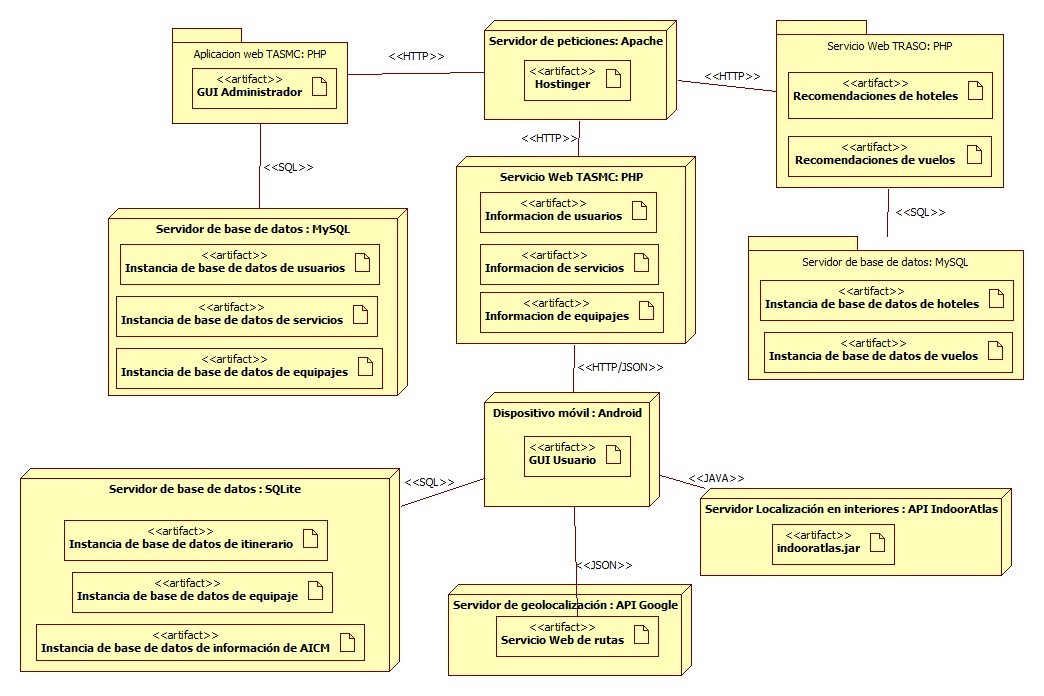 Aplicacion web TASMC: PHP
<<artifact>>
GUI Administrador
<<HTTP>>
Servidor de peticiones: Apache
<<artifact>>
Hostinger
<<HTTP>>
Servicio Web TRASO: PHP
<<artifact>>
Recomendaciones de hoteles
<<artifact>>
Recomendaciones de vuelos
<<SQL>>
<<HTTP>>
<<SQL>>
Servidor de base de datos : MySQL
<<artifact>>
Instancia de base de datos de usuarios
<<artifact>>
Instancia de base de datos de servicios
<<artifact>>
Instancia de base de datos de equipajes
Servicio Web TASMC: PHP
<<artifact>>
Informacion de usuarios
<<artifact>>
Informacion de servicios
<<artifact>>
Informacion de equipajes
Servidor de base de datos: MySQL
<<artifact>>
Instancia de base de datos de hoteles
<<artifact>>
Instancia de base de datos de vuelos
<<HTTP/JSON>>
Dispositivo móvil : Android
<<artifact>>
GUI Usuario
<<SQL>>
<<JAVA>>
Servidor de base de datos : SQLite
<<artifact>>
Instancia de base de datos de itinerario
<<artifact>>
Instancia de base de datos de equipaje
<<artifact>>
Instancia de base de datos de información de AICM
Servidor Localización en interiores : API IndoorAtlas
<<artifact>>
indooratlas.jar
<<JSON>>
Servidor de geolocalización : API Google
<<artifact>>
Servicio Web de rutas